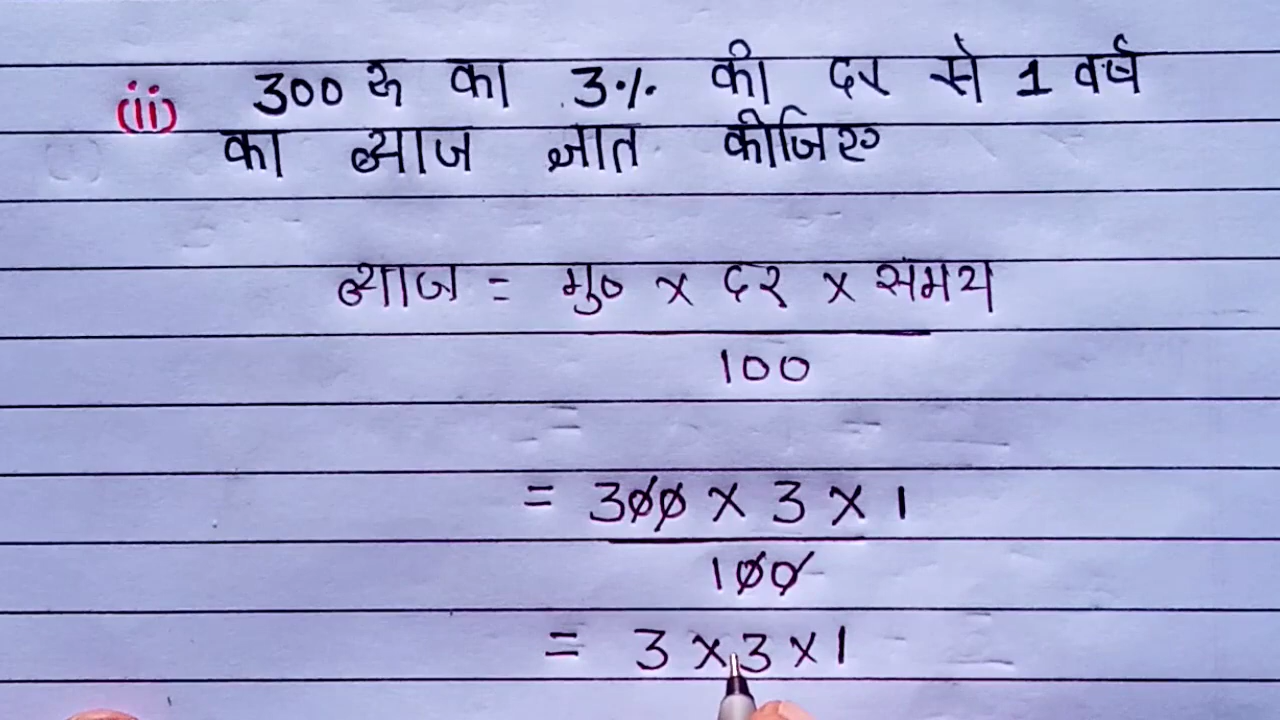 (ii) 300 रु का 3% की दर से 1 वर्ष
का ब्याज ज्ञात कीजिए
ब्याज = मु० x दर x समय
100
= 300 x 3 x 1
100
= 3 x 3 x 1